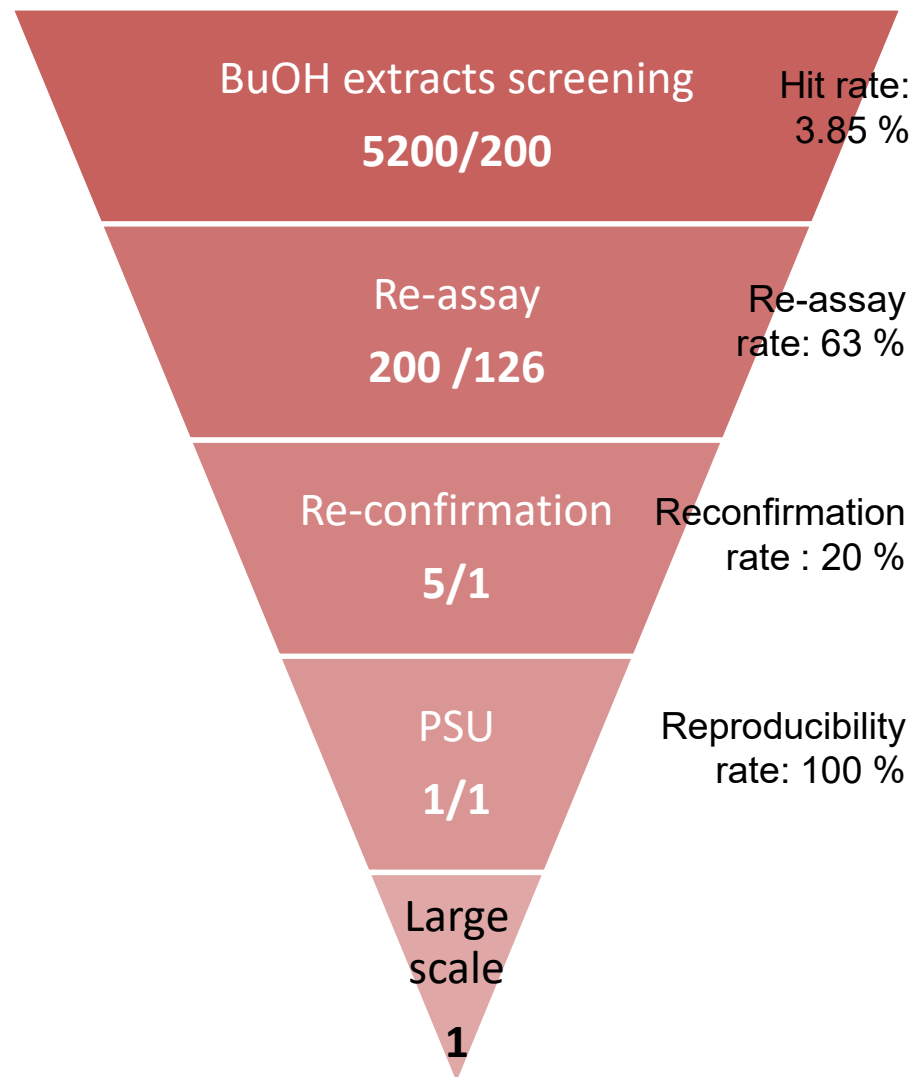 BuOH extracts screening
5200/200
Hit rate:
3.85 %
Re-assay
200 /126
Re-assay
rate: 63 %
Re-confirmation
5/1
Reconfirmation
rate : 20 %
PSU
1/1
Reproducibility
rate: 100 %
Large
scale
1